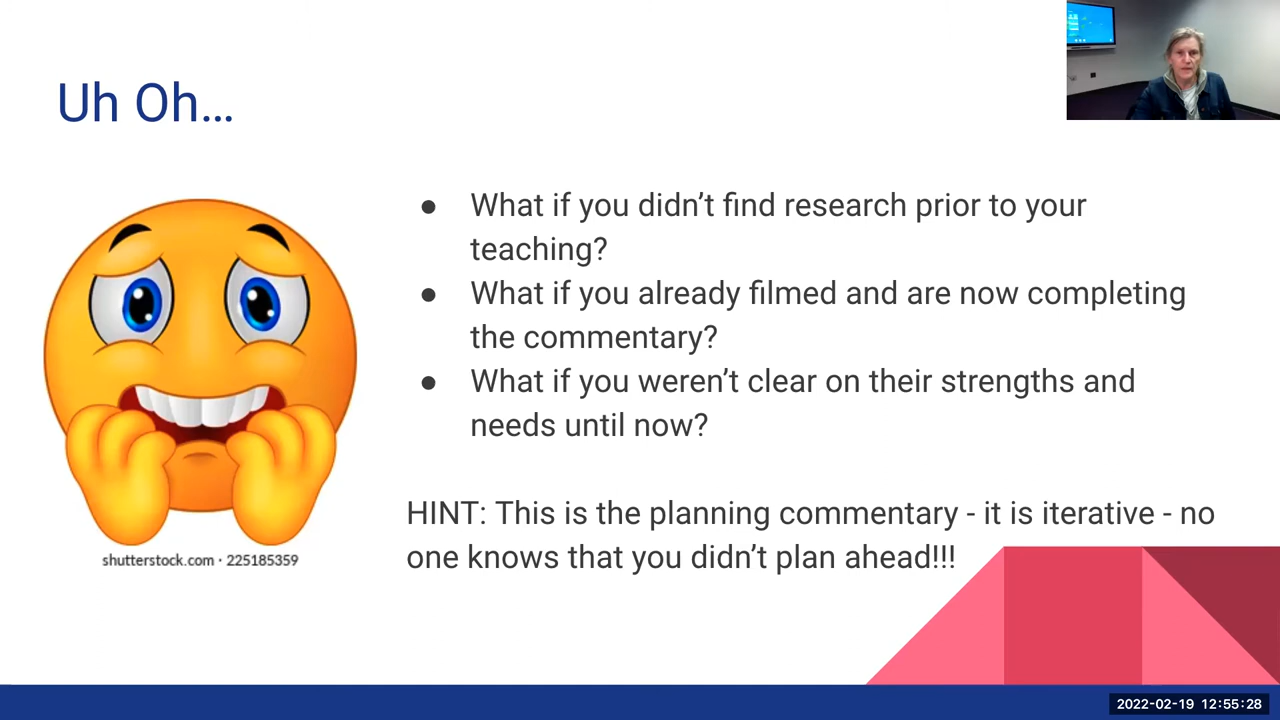 Uh Oh...
● What if you didn’t find research prior to your
teaching?
● What if you already filmed and are now completing
the commentary?
● What if you weren’t clear on their strengths and
needs until now?
HINT: This is the planning commentary - it is iterative - no
one knows that you didn’t plan ahead!!!
shutterstock.com · 225185359
2022-02-19 12:55:28